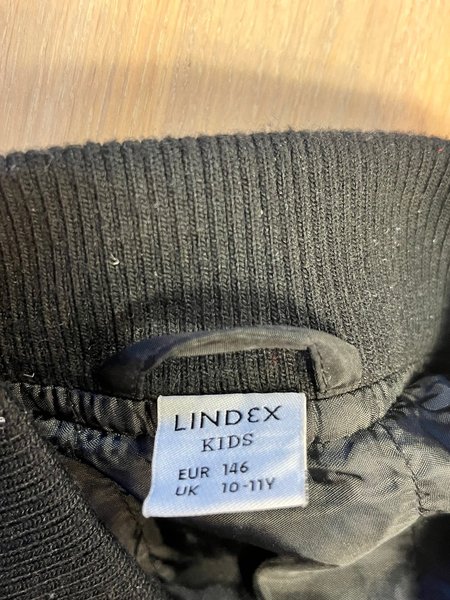 LINDEX
KIDS
EUR 146
UK 10-11Y